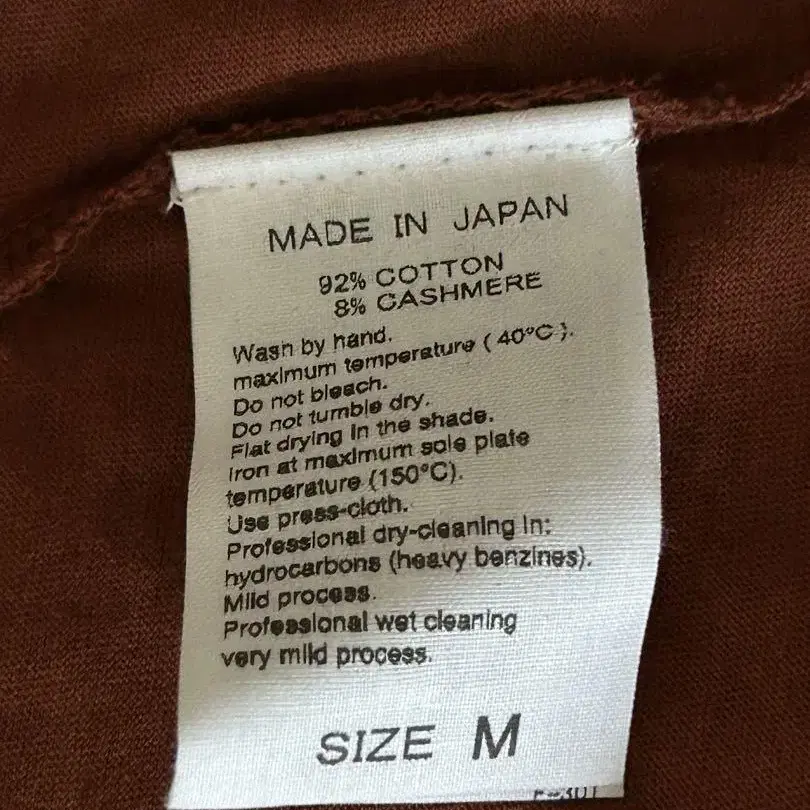 MADE IN JAPAN
92% COTTON
8% CASHMERE
Wash by hand.
maximum temperature ( 40°C ).
Do not bleach.
Do not tumble dry.
Flat drying in the shade.
Iron at maximum sole plate
temperature (150°C).
Use press-cloth.
Professional dry-cleaning in:
hydrocarbons (heavy benzines).
Mild process.
Professional wet cleaning
very mild process.
SIZE M